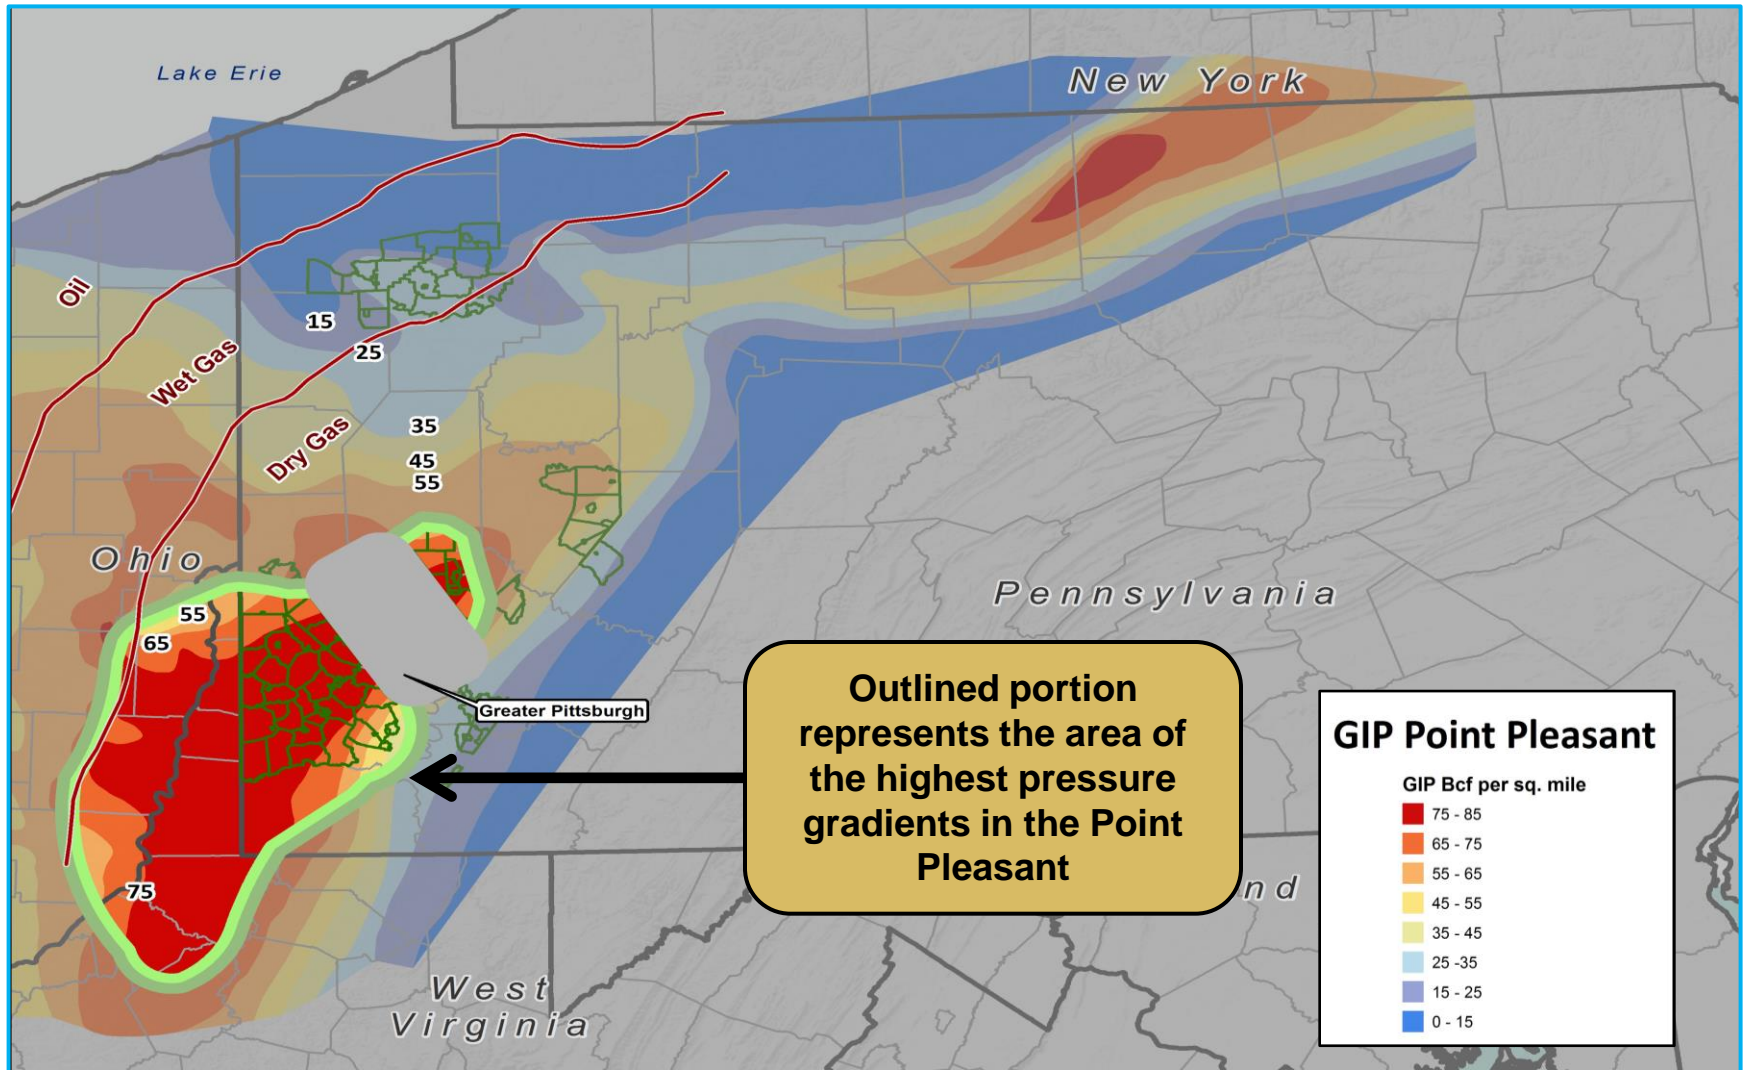 Lake Erie
New York
Oil
15
Wet Gas
25
Dry Gas
35
45
55
Ohio
55
65
Pennsylvania
Greater Pittsburgh
75
West
Virginia
nd
Outlined portion
represents the area of
the highest pressure
gradients in the Point
Pleasant
GIP Point Pleasant
GIP Bcf per sq. mile
75 - 85
65 - 75
55 - 65
45 - 55
35 - 45
25 -35
15 - 25
0 - 15